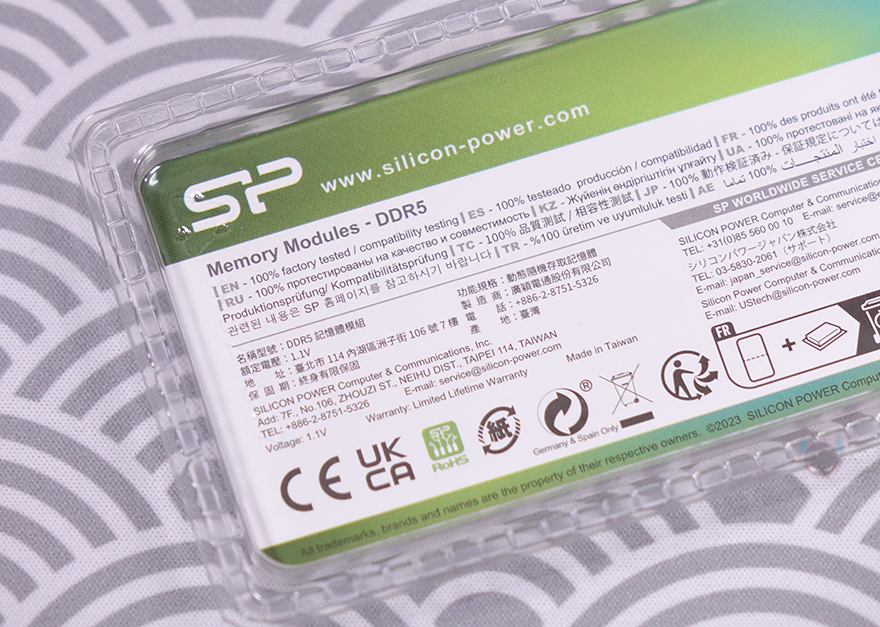 SP www.silicon-power.com
Memory Modules - DDR5
EN - 100% factory tested / compatibility testing | ES - 100% testeado producción / compatibilidad | FR - 100% des produits ont été
RU - 100% протестированы на качество и совместимость | KZ - Жүйенің өндіргіштігін ұлғайту | UA - 100% протестовані на
Produktionsprüfung/ Kompatibilitätsprüfung | TC - 100% 品質測試 / 相容性測試 | JP - 100% 動作検証済み - 保証規定については
관련된 내용은 SP 홈페이지를 참고하시기 바랍니다 | TR - %100 üretim ve uyumluluk testi | AE 100% تماما اختبار المنتجات
名稱型號:DDR5 記憶體模組
額定電壓:1.1V
地 址:臺北市 114 內湖區洲子街 106 號 7 樓
保 固 期:終身有限保固
功能規格:動態隨機存取記憶體
製 造 商:廣穎電通股份有限公司
電 話:+886-2-8751-5326
產 地:臺灣
SILICON POWER Computer & Communications, Inc.
Add: 7F., No.106, ZHOUZI ST., NEIHU DIST., TAIPEI 114, TAIWAN
TEL: +886-2-8751-5326 E-mail: service@silicon-power.com
Voltage: 1.1V Warranty: Limited Lifetime Warranty Made in Taiwan
SP WORLDWIDE SERVICE
SILICON POWER Computer & Communications
TEL: +31(0)85 560 00 10 E-mail:
シリコンパワージャパン株式会社
TEL: 03-5830-2061 (サポート)
E-mail: japan_service@silicon-power.com
Silicon Power Computer & Communications
E-mail: UStech@silicon-power.com
CE UK CA SP RoHS 紙 ® FR +
Germany & Spain Only
All trademarks, brands and names are the property of their respective owners. ©2023 SILICON POWER